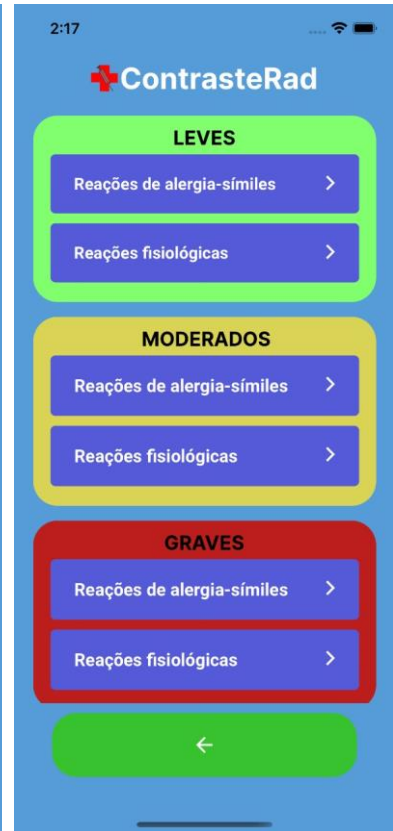 2:17
ContrasteRad
LEVES
Reações de alergia-símiles
Reações fisiológicas
MODERADOS
Reações de alergia-símiles
Reações fisiológicas
GRAVES
Reações de alergia-símiles
Reações fisiológicas